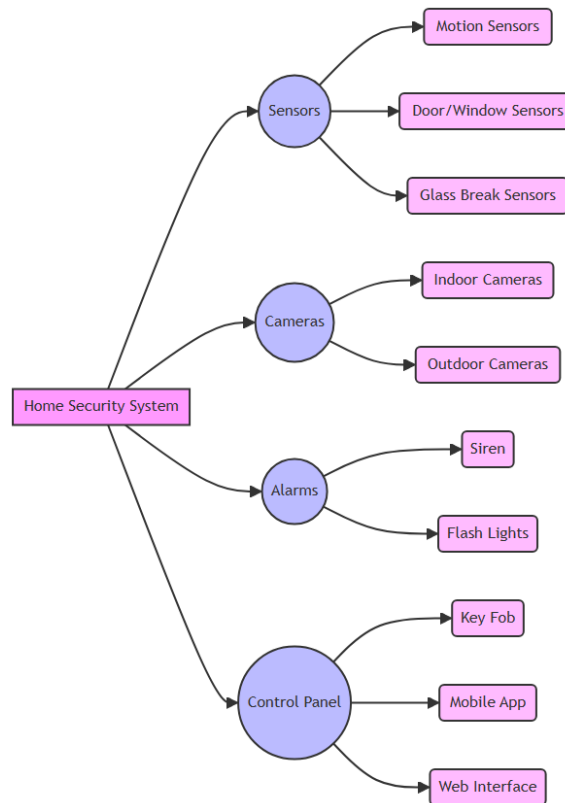 Home Security System
Sensors
Motion Sensors
Door/Window Sensors
Glass Break Sensors
Cameras
Indoor Cameras
Outdoor Cameras
Alarms
Siren
Flash Lights
Control Panel
Key Fob
Mobile App
Web Interface